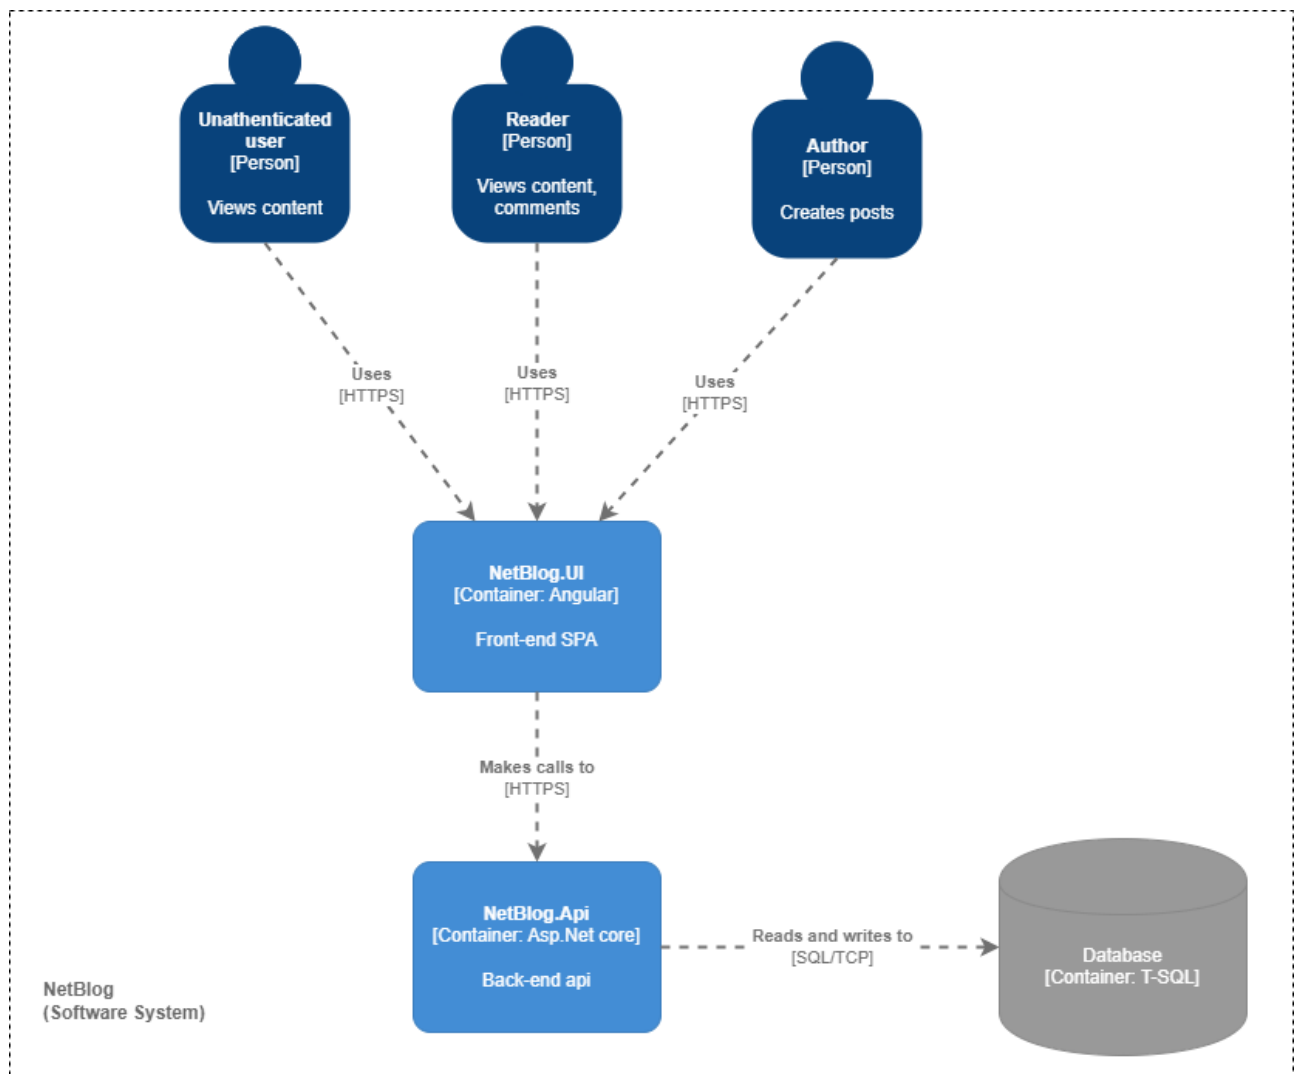 Unathenticated
user
[Person]
Views content
Reader
[Person]
Views content,
comments
Author
[Person]
Creates posts
Uses
[HTTPS]
Uses
[HTTPS]
Uses
[HTTPS]
NetBlog.UI
[Container: Angular]
Front-end SPA
Makes calls to
[HTTPS]
NetBlog.Api
[Container: Asp.Net core]
Back-end api
Reads and writes to
[SQL/TCP]
Database
[Container: T-SQL]
NetBlog
(Software System)